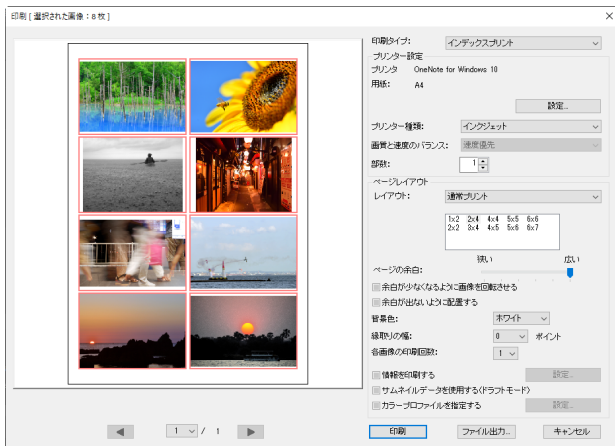 印刷 [ 選択された画像 : 8 枚 ]
印刷タイプ: インデックスプリント
プリンター設定
プリンタ OneNote for Windows 10
用紙: A4
設定...
プリンター種類: インクジェット
画質と速度のバランス: 速度優先
部数: 1
ページレイアウト
レイアウト: 通常プリント
1x2 2x4 4x4 5x5 6x6
2x2 3x4 4x5 5x6 6x7
狭い 広い
ページの余白:
余白が少なくなるように画像を回転させる
余白が出ないように配置する
背景色: ホワイト
縁取りの幅: 0 ポイント
各画像の印刷回数: 1
情報を印刷する 設定...
サムネイルデータを使用する(ドラフトモード)
カラープロファイルを指定する 設定...
1 / 1
印刷 ファイル出力... キャンセル